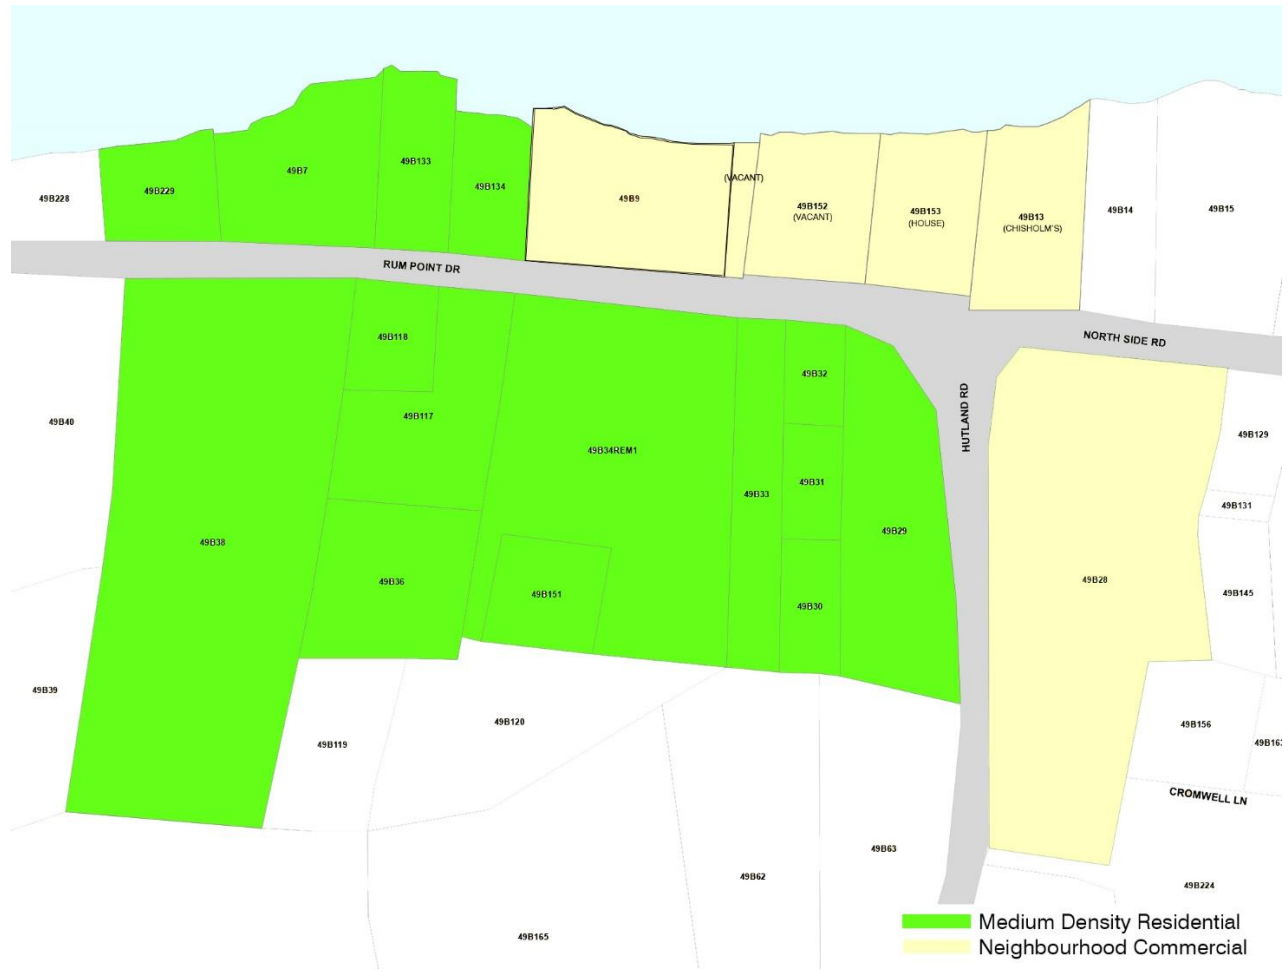 49B228
49B229
49B7
49B133
49B134
49B9
(VACANT)
49B152
(VACANT)
49B153
(HOUSE)
49B13
(CHISHOLM'S)
49B14
49B15
RUM POINT DR
NORTH SIDE RD
HUTLAND RD
49B40
49B118
49B117
49B34REM1
49B33
49B32
49B31
49B30
49B29
49B38
49B36
49B151
49B28
49B129
49B131
49B145
49B39
49B119
49B120
49B156
49B163
CROMWELL LN
49B62
49B63
49B224
49B165
Medium Density Residential
Neighbourhood Commercial